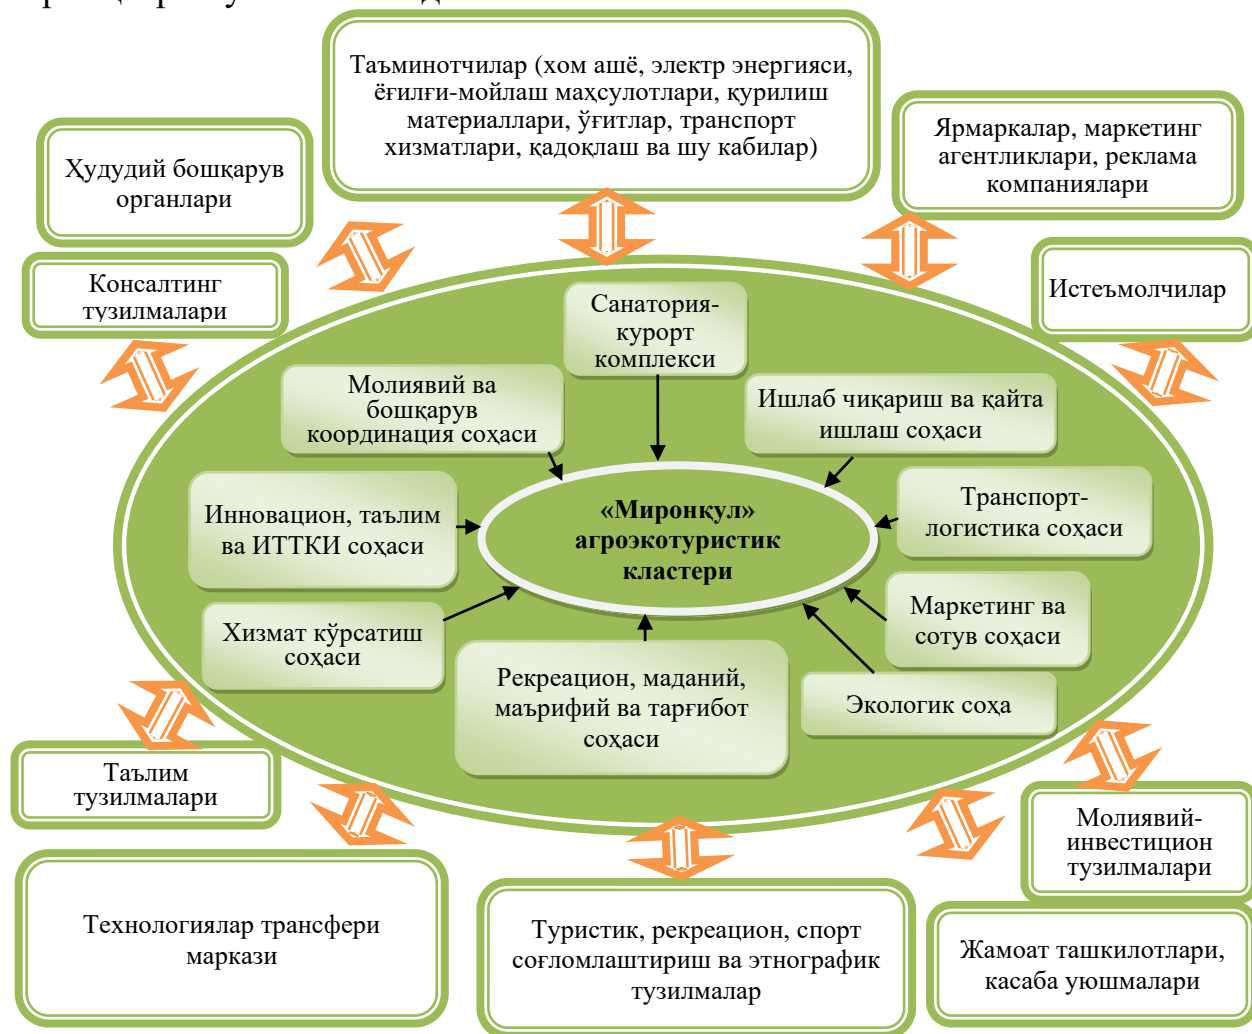 Таъминотчилар (хом ашё, электр энергияси,
ёғилғи-мойлаш маҳсулотлари, қурилиш
материаллари, ўғитлар, транспорт
хизматлари, қадоқлаш ва шу кабилар)
Ярмаркалар, маркетинг
агентликлари, реклама
компаниялари
Ҳудудий бошқарув
органлари
Консалтинг
тузилмалари
Истеъмолчилар
Санатория-
курорт
комплекси
Молиявий ва
бошқарув
координация соҳаси
Ишлаб чиқариш ва қайта
ишлаш соҳаси
Инновацион, таълим
ва ИТТКИ соҳаси
«Миронқул»
агроэкотуристик
кластери
Транспорт-
логистика соҳаси
Хизмат кўрсатиш
соҳаси
Маркетинг ва
сотув соҳаси
Рекреацион, маданий,
маърифий ва тарғибот
соҳаси
Экологик соҳа
Таълим
тузилмалари
Молиявий-
инвестицион
тузилмалари
Технологиялар трансфери
маркази
Туристик, рекреацион, спорт
соғломлаштириш ва этнографик
тузилмалар
Жамоат ташкилотлари,
касаба уюшмалари